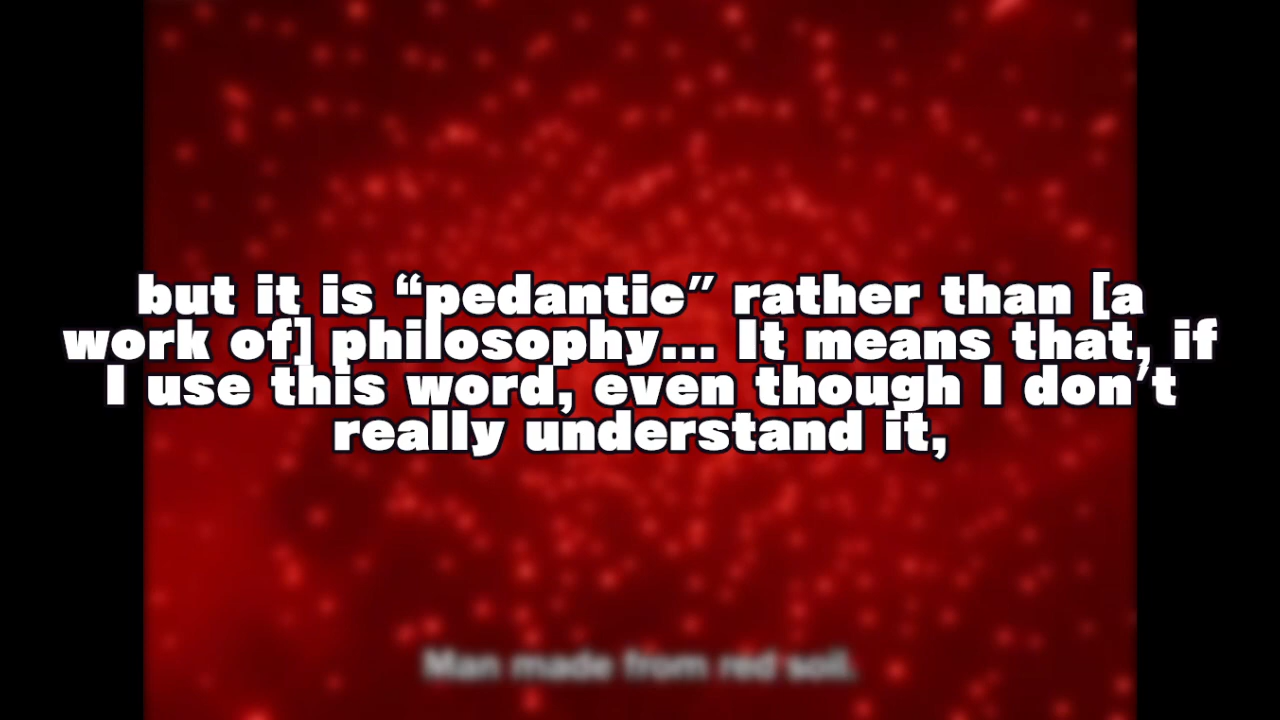 but it is “pedantic” rather than [a
work of] philosophy... It means that, if
I use this word, even though I don't
really understand it,
Man made from red soil.